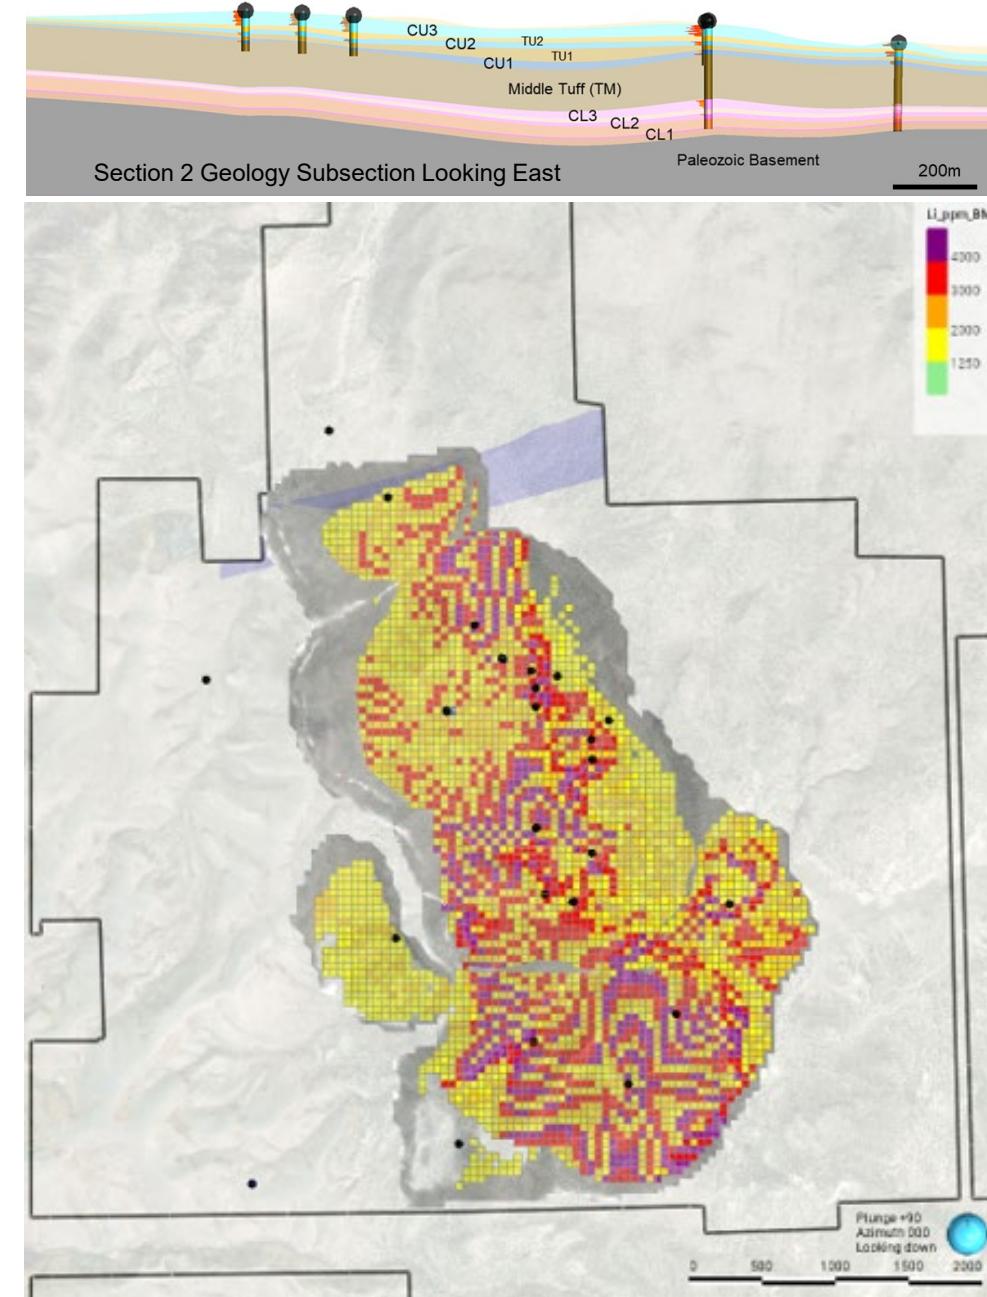 CU3
CU2
TU2
CU1
TU1
Middle Tuff (TM)
CL3
CL2
CL1
Paleozoic Basement
Section 2 Geology Subsection Looking East
200m
4000
3000
2000
1250
Plunge +90
Azimuth 000
Looking down
0 500 1000 1500 2000